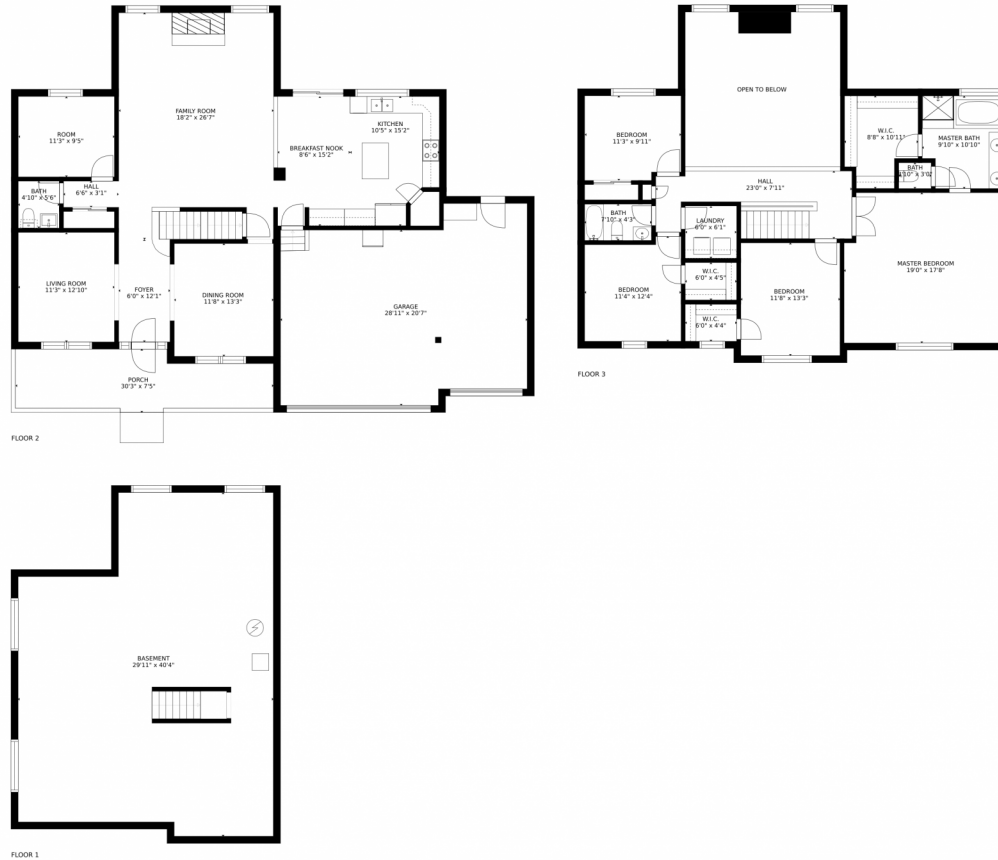 FAMILY ROOM
18'2" x 26'7"
ROOM
11'3" x 9'5"
KITCHEN
10'5" x 15'2"
BREAKFAST NOOK
8'6" x 15'2"
HALL
6'6" x 3'1"
BATH
4'10" x 5'6"
LIVING ROOM
11'3" x 12'10"
FOYER
6'0" x 12'1"
DINING ROOM
11'8" x 13'3"
GARAGE
28'11" x 20'7"
PORCH
30'3" x 7'5"
FLOOR 2
OPEN TO BELOW
BEDROOM
11'3" x 9'11"
W.I.C.
8'8" x 10'11"
MASTER BATH
9'10" x 10'10"
BATH
HALL
23'0" x 7'11"
BATH
7'10" x 4'3"
LAUNDRY
6'0" x 6'1"
MASTER BEDROOM
19'0" x 17'8"
W.I.C.
6'0" x 4'5"
BEDROOM
11'4" x 12'4"
BEDROOM
11'8" x 13'3"
W.I.C.
6'0" x 4'4"
FLOOR 3
BASEMENT
29'11" x 40'4"
FLOOR 1